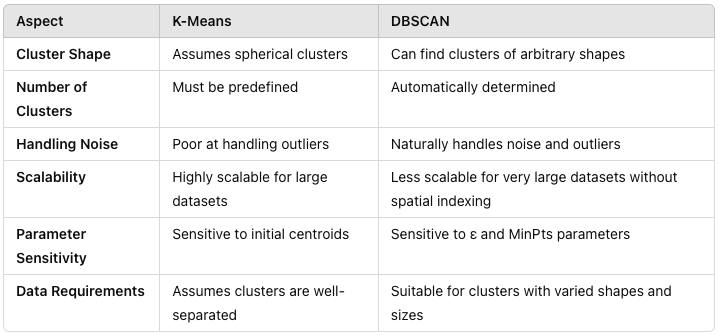 Aspect K-Means DBSCAN
Cluster Shape Assumes spherical clusters Can find clusters of arbitrary shapes
Number of Must be predefined Automatically determined
Clusters
Handling Noise Poor at handling outliers Naturally handles noise and outliers
Scalability Highly scalable for large Less scalable for very large datasets without
datasets spatial indexing
Parameter Sensitive to initial centroids Sensitive to ε and MinPts parameters
Sensitivity
Data Requirements Assumes clusters are well- Suitable for clusters with varied shapes and
separated sizes